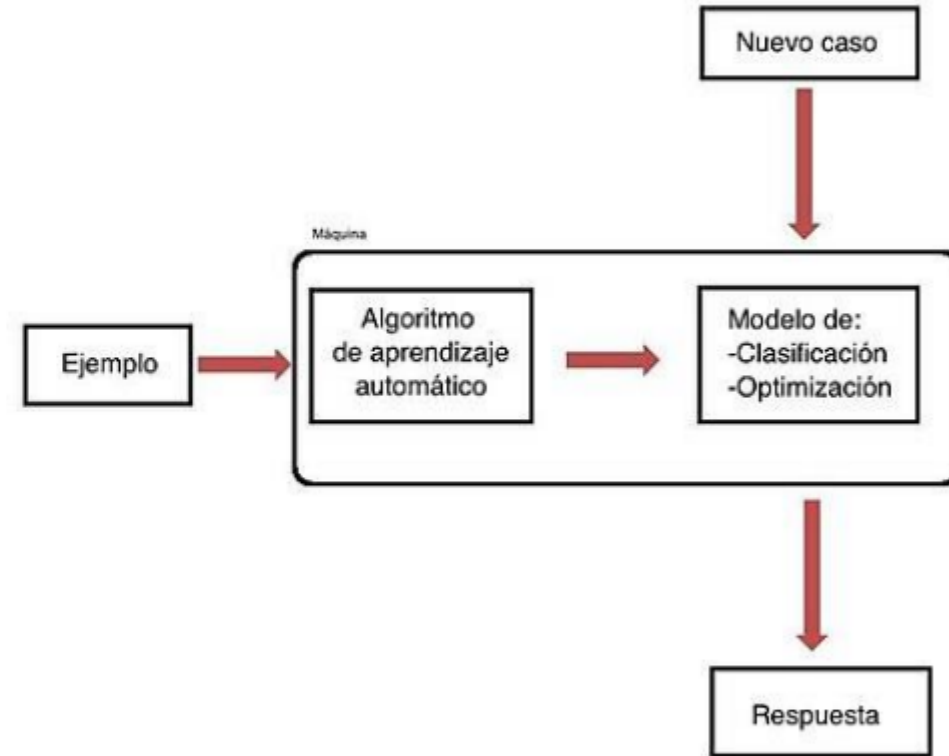 Nuevo caso
Máquina
Ejemplo
Algoritmo
de aprendizaje
automático
Modelo de:
-Clasificación
-Optimización
Respuesta